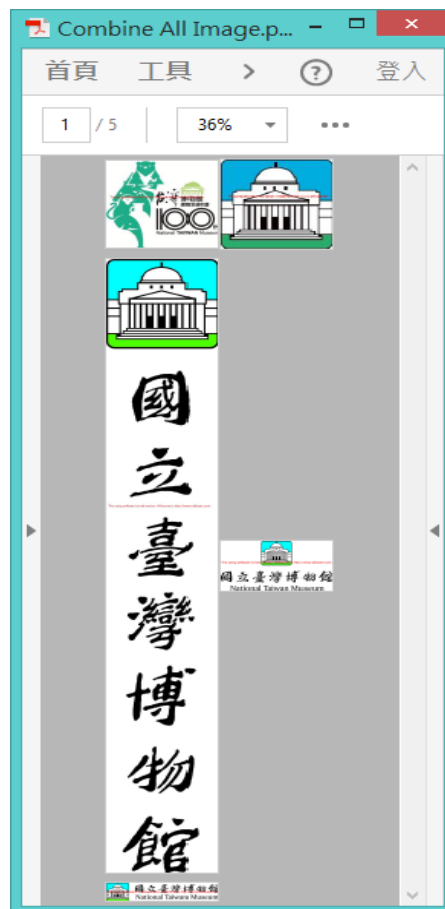 Combine All Image.p...
首頁 工具 > ? 登入
1 / 5 36%
臺灣博物館
100
National TAIWAN Museum
國
立
臺
灣
博
物
館
國立臺灣博物館
National Taiwan Museum
國立臺灣博物館
National Taiwan Museum